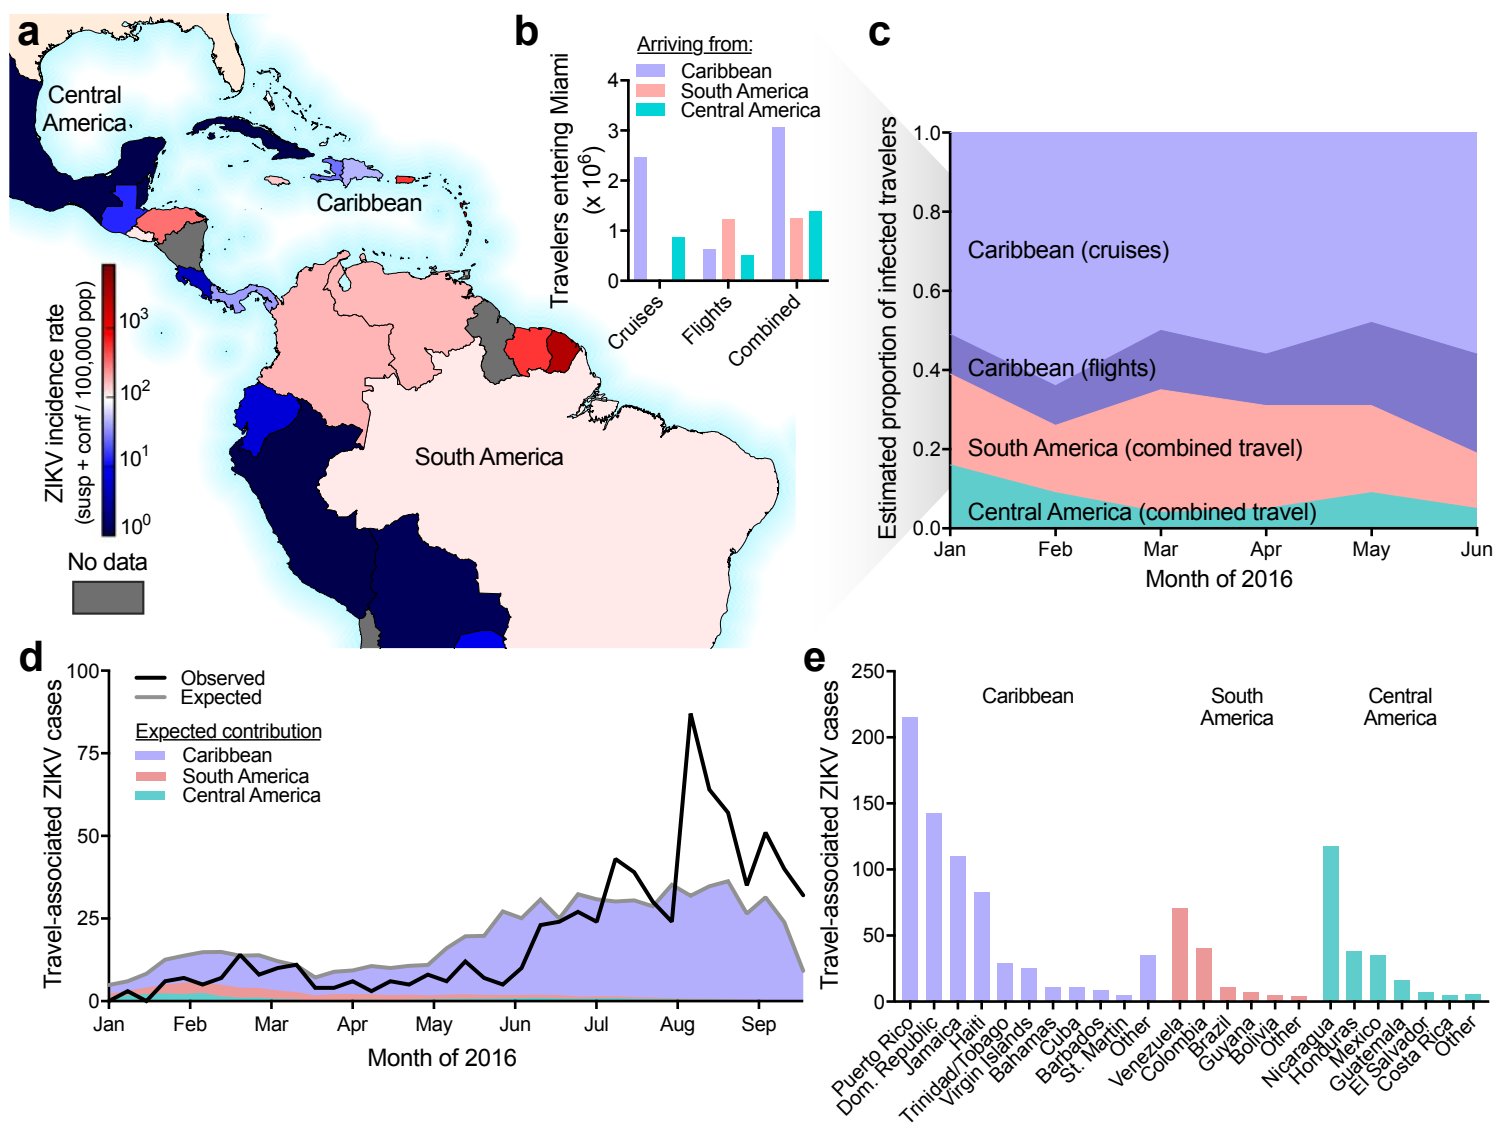 a
Central
America
Caribbean
South America
ZIKV incidence rate
(susp + conf / 100,000 pop)
10³
10²
10¹
10⁰
No data
b
Arriving from:
Caribbean
South America
Central America
Travelers entering Miami
(x 10⁶)
4
3
2
1
0
Cruises
Flights
Combined
c
Estimated proportion of infected travelers
1.0
0.8
0.6
0.4
0.2
0.0
Caribbean (cruises)
Caribbean (flights)
South America (combined travel)
Central America (combined travel)
Jan
Feb
Mar
Apr
May
Jun
Month of 2016
d
Travel-associated ZIKV cases
100
75
50
25
0
Observed
Expected
Expected contribution
Caribbean
South America
Central America
Jan
Feb
Mar
Apr
May
Jun
Jul
Aug
Sep
Month of 2016
e
Travel-associated ZIKV cases
250
200
150
100
50
0
Caribbean
South
America
Central
America
Puerto Rico
Dom. Republic
Jamaica
Haiti
Trinidad/Tobago
Virgin Islands
Bahamas
Cuba
Barbados
St. Martin
Other
Venezuela
Colombia
Brazil
Guyana
Bolivia
Other
Nicaragua
Honduras
Mexico
Guatemala
El Salvador
Costa Rica
Other